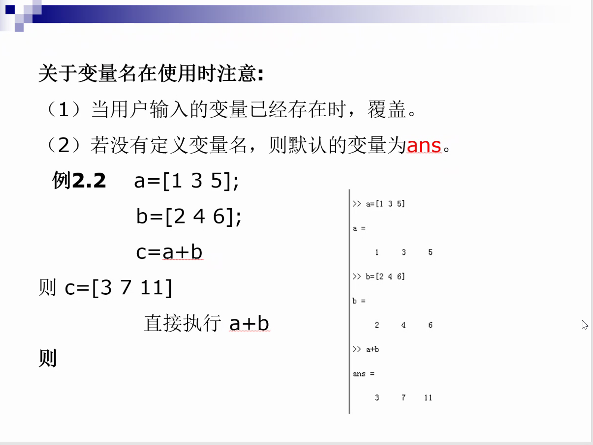 关于变量名在使用时注意:
（1）当用户输入的变量已经存在时，覆盖。
（2）若没有定义变量名，则默认的变量为ans。
例2.2 a=[1 3 5];
b=[2 4 6];
c=a+b
则 c=[3 7 11]
直接执行 a+b
则
>> a=[1 3 5]
a =
1 3 5
>> b=[2 4 6]
b =
2 4 6
>> a+b
ans =
3 7 11